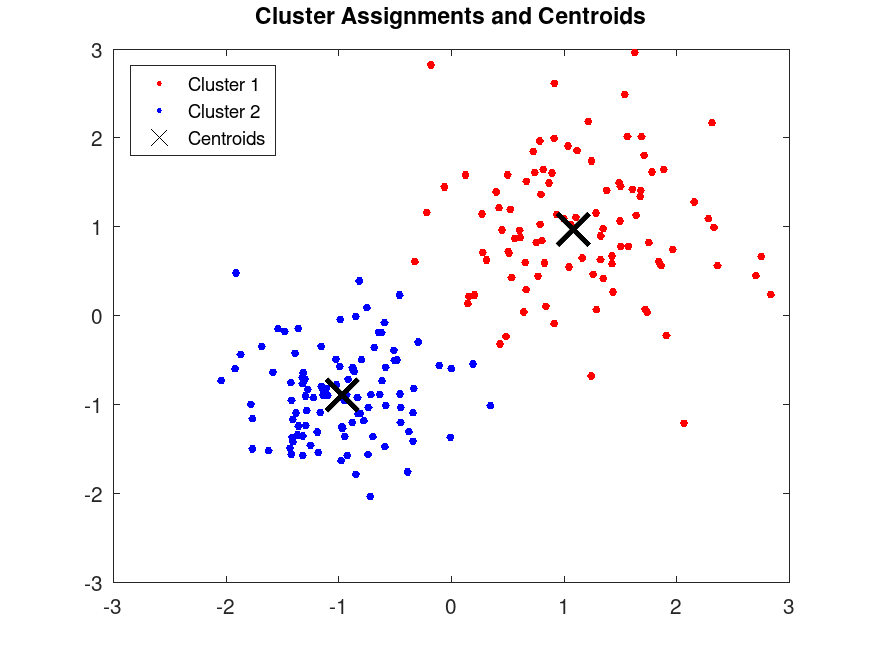 Cluster Assignments and Centroids
3
2
1
0
-1
-2
-3
Cluster 1
Cluster 2
Centroids
-3 -2 -1 0 1 2 3